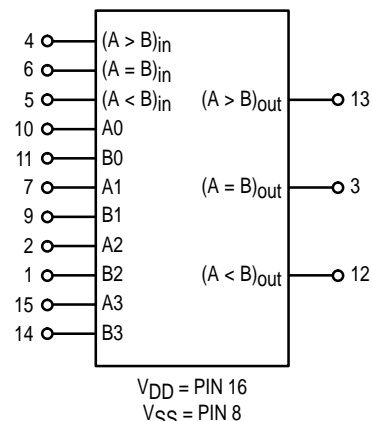 4 (A > B)in
6 (A = B)in
5 (A < B)in (A > B)out 13
10 A0
11 B0
7 A1 (A = B)out 3
9 B1
2 A2
1 B2 (A < B)out 12
15 A3
14 B3
VDD = PIN 16
VSS = PIN 8